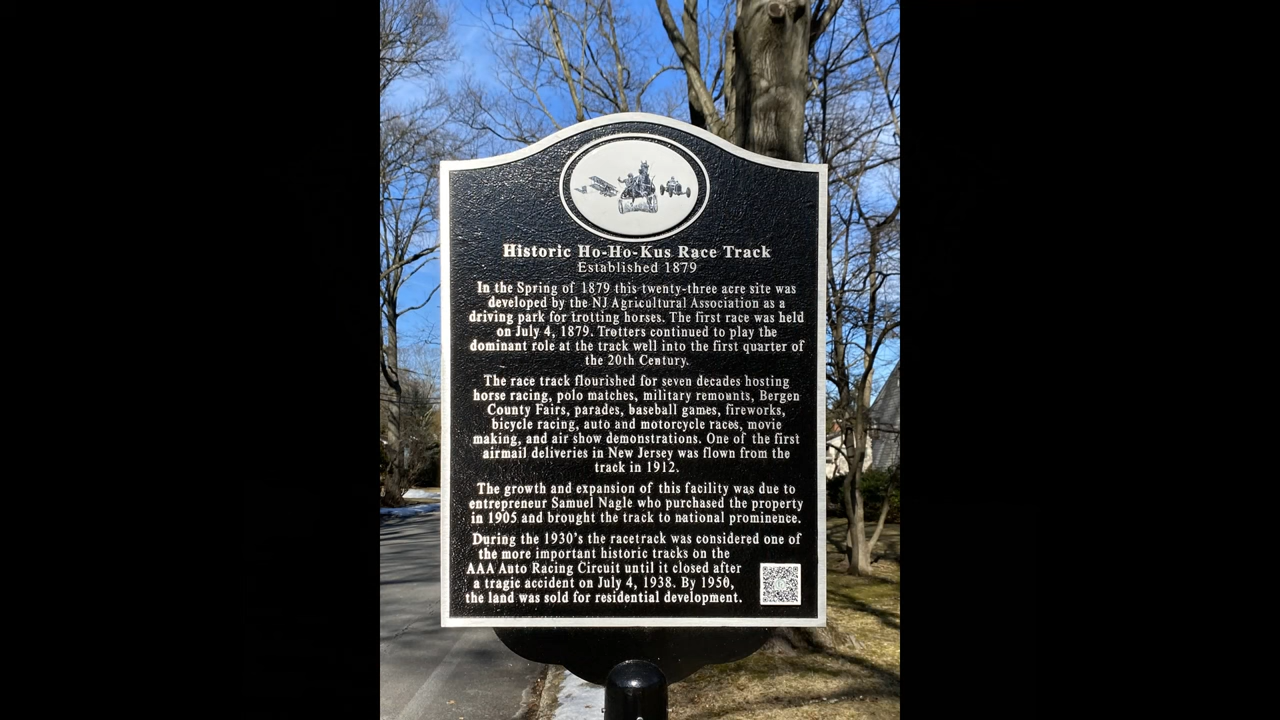 Historic Ho-Ho-Kus Race Track
Established 1879
In the Spring of 1879 this twenty-three acre site was
developed by the NJ Agricultural Association as a
driving park for trotting horses. The first race was held
on July 4, 1879. Trotters continued to play the
dominant role at the track well into the first quarter of
the 20th Century.
The race track flourished for seven decades hosting
horse racing, polo matches, military remounts, Bergen
County Fairs, parades, baseball games, fireworks,
bicycle racing, auto and motorcycle races, movie
making, and air show demonstrations. One of the first
airmail deliveries in New Jersey was flown from the
track in 1912.
The growth and expansion of this facility was due to
entrepreneur Samuel Nagle who purchased the property
in 1905 and brought the track to national prominence.
During the 1930's the racetrack was considered one of
the more important historic tracks on the
AAA Auto Racing Circuit until it closed after
a tragic accident on July 4, 1938. By 1950,
the land was sold for residential development.